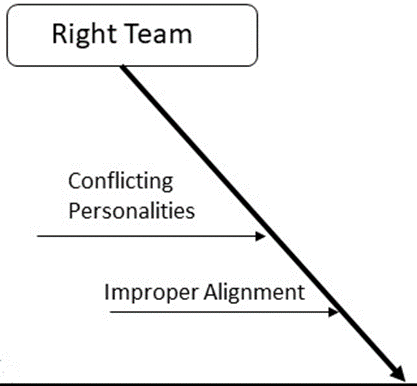 Right Team
Conflicting
Personalities
Improper Alignment